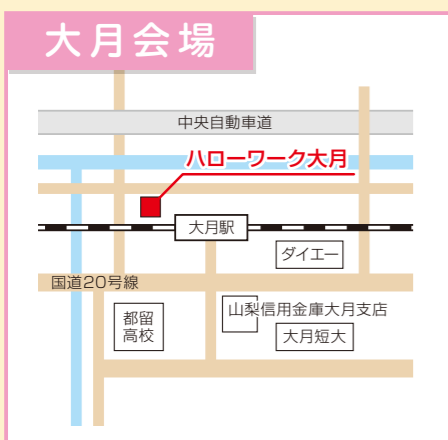 大月会場
中央自動車道
ハローワーク大月
大月駅
ダイエー
国道20号線
都留
高校
山梨信用金庫大月支店
大月短大